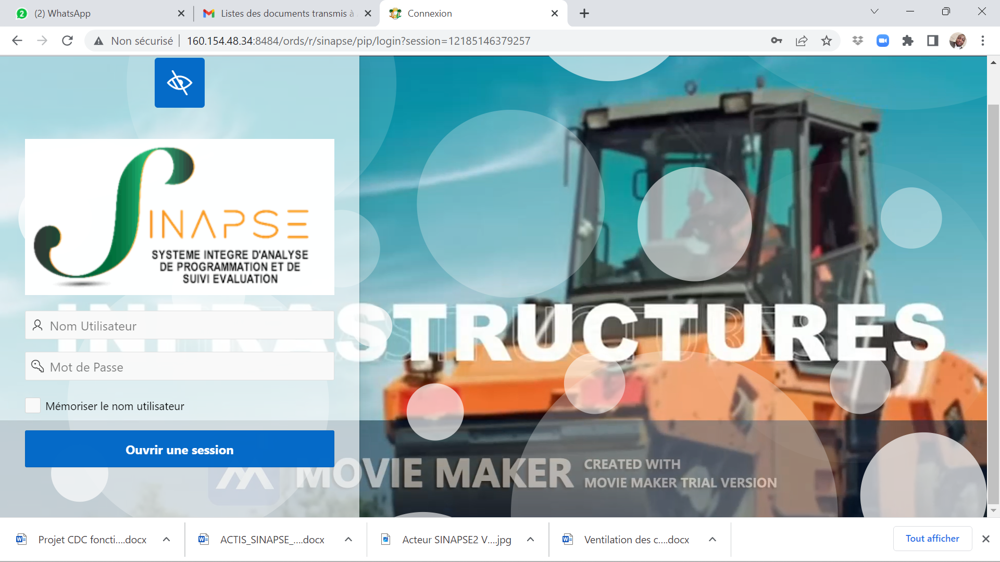 (2) WhatsApp
Listes des documents transmis à
Connexion
Non sécurisé
160.154.48.34:8484/ords/r/sinapse/pip/login?session=12185146379257
SINAPSE
SYSTEME INTEGRE D'ANALYSE
DE PROGRAMMATION ET DE
SUIVI EVALUATION
INFRASTRUCTURES
Nom Utilisateur
Mot de Passe
Mémoriser le nom utilisateur
Ouvrir une session
MOVIE MAKER
CREATED WITH
MOVIE MAKER TRIAL VERSION
Projet CDC foncti....docx
ACTIS_SINAPSE_....docx
Acteur SINAPSE2 V....jpg
Ventilation des c....docx
Tout afficher